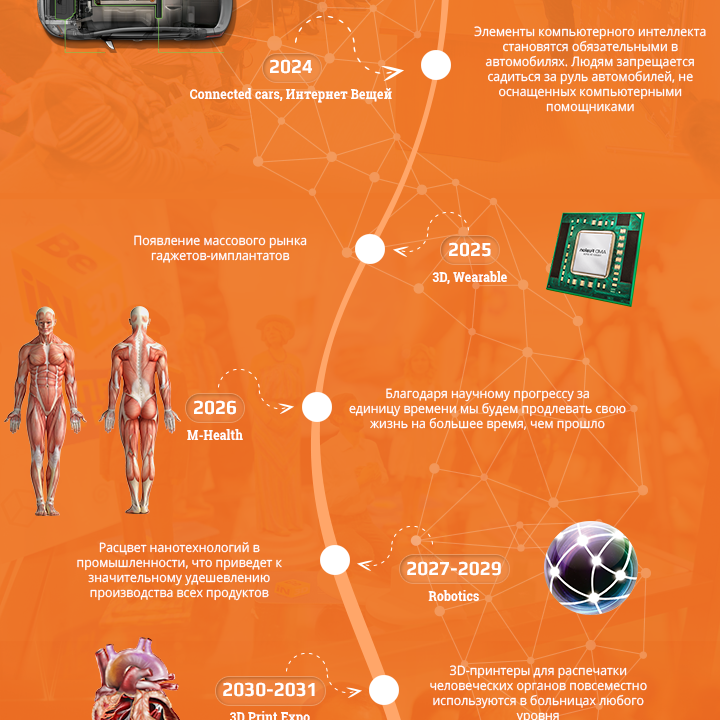 2024
Connected cars, Интернет Вещей
Элементы компьютерного интеллекта
становятся обязательными в
автомобилях. Людям запрещается
садиться за руль автомобилей, не
оснащенных компьютерными
помощниками
Появление массового рынка
гаджетов-имплантатов
2025
3D, Wearable
2026
M-Health
Благодаря научному прогрессу за
единицу времени мы будем продлевать свою
жизнь на большее время, чем прошло
Расцвет нанотехнологий в
промышленности, что приведет к
значительному удешевлению
производства всех продуктов
2027-2029
Robotics
2030-2031
3D Print Expo
3D-принтеры для распечатки
человеческих органов повсеместно
используются в больницах любого
уровня